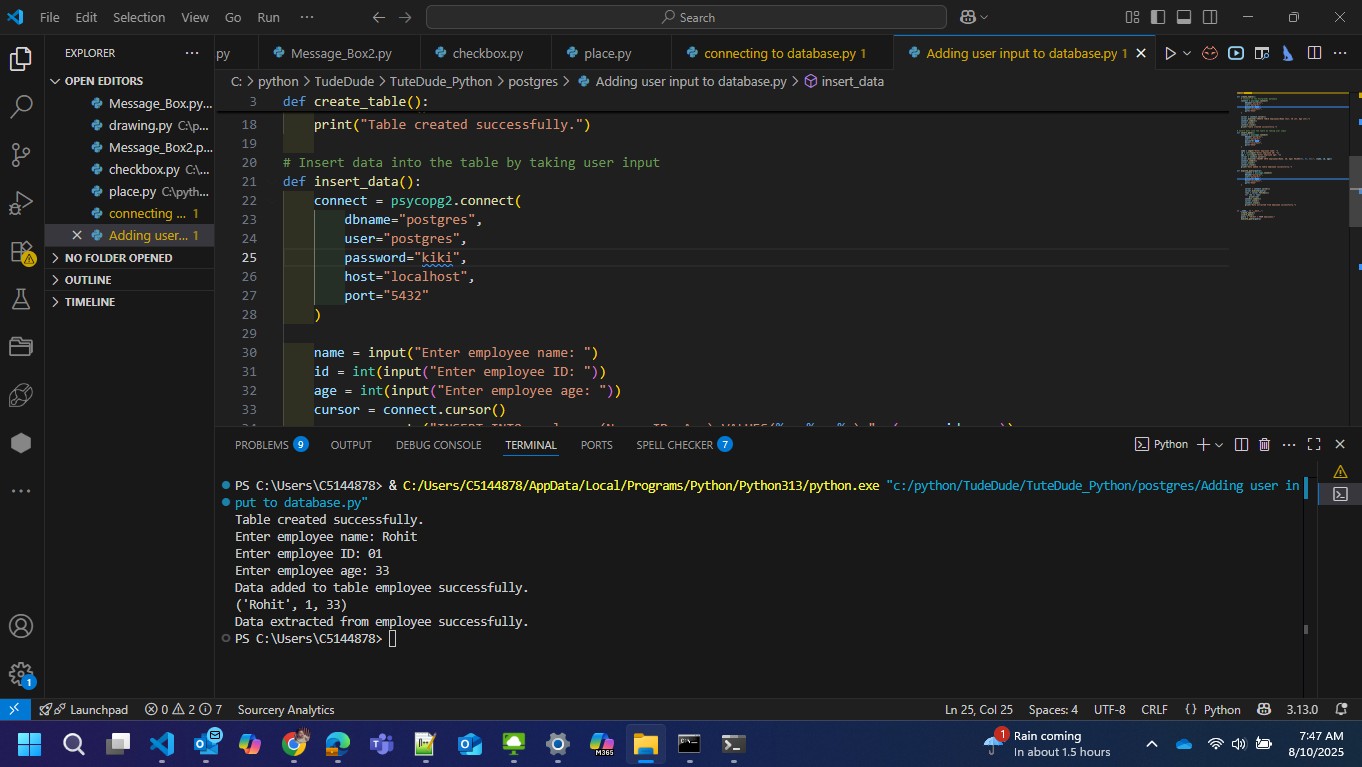 File Edit Selection View Go Run ... Search
EXPLORER
OPEN EDITORS
Message_Box.py...
drawing.py C:\p...
Message_Box2.p...
checkbox.py C:\...
place.py C:\pyth...
connecting ... 1
Adding user... 1
NO FOLDER OPENED
OUTLINE
TIMELINE
py Message_Box2.py checkbox.py place.py connecting to database.py 1 Adding user input to database.py 1
C: > python > TudeDude > TuteDude_Python > postgres > Adding user input to database.py > insert_data
3 def create_table():
18 print("Table created successfully.")
19
20 # Insert data into the table by taking user input
21 def insert_data():
22 connect = psycopg2.connect(
23 dbname="postgres",
24 user="postgres",
25 password="kiki",
26 host="localhost",
27 port="5432"
28 )
29
30 name = input("Enter employee name: ")
31 id = int(input("Enter employee ID: "))
32 age = int(input("Enter employee age: "))
33 cursor = connect.cursor()
PROBLEMS 9 OUTPUT DEBUG CONSOLE TERMINAL PORTS SPELL CHECKER 7 Python
PS C:\Users\C5144878> & C:/Users/C5144878/AppData/Local/Programs/Python/Python313/python.exe "c:/python/TudeDude/TuteDude_Python/postgres/Adding user in
put to database.py"
Table created successfully.
Enter employee name: Rohit
Enter employee ID: 01
Enter employee age: 33
Data added to table employee successfully.
('Rohit', 1, 33)
Data extracted from employee successfully.
PS C:\Users\C5144878>
1
Launchpad 0 2 7 Sourcery Analytics Ln 25, Col 25 Spaces: 4 UTF-8 CRLF {} Python 3.13.0
M365
1 Rain coming
In about 1.5 hours
7:47 AM
8/10/2025